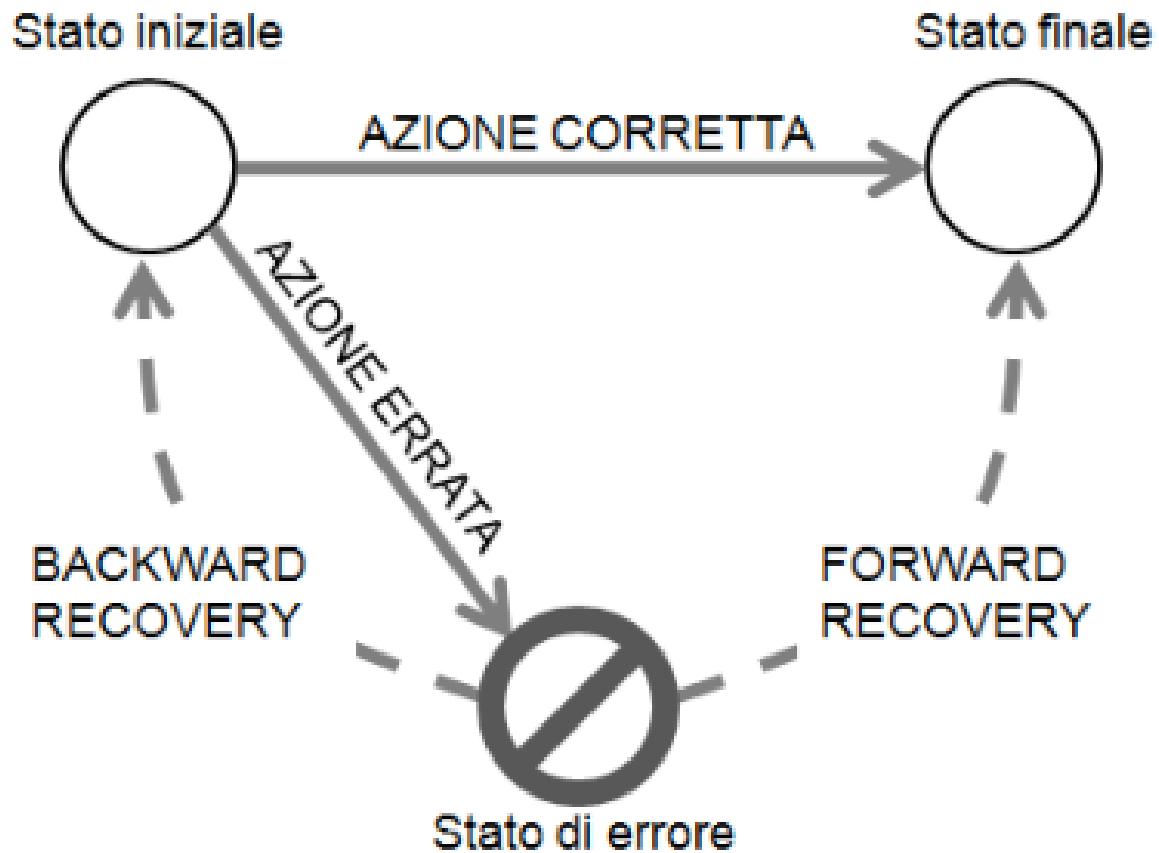 Stato iniziale
Stato finale
AZIONE CORRETTA
AZIONE ERRATA
BACKWARD
RECOVERY
FORWARD
RECOVERY
Stato di errore